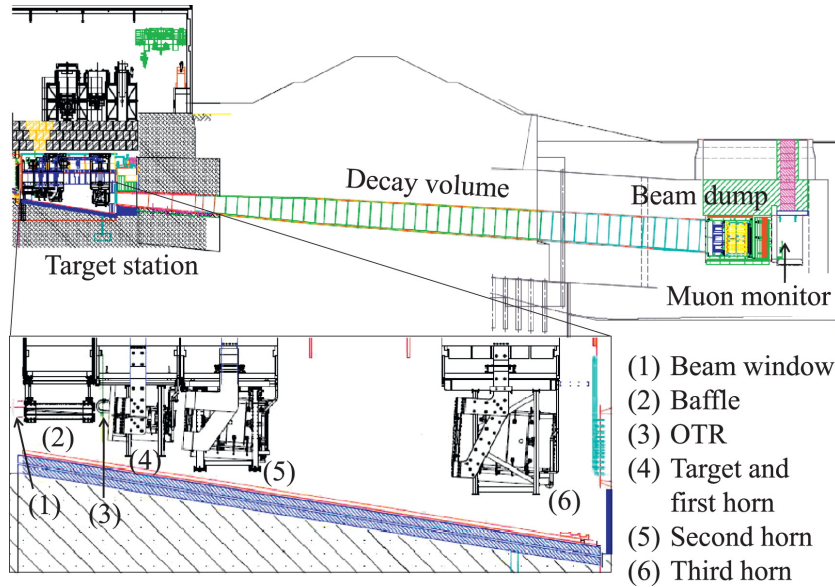 Decay volume
Beam dump
Target station
Muon monitor
(1) Beam window
(2) Baffle
(3) OTR
(4) Target and
first horn
(5) Second horn
(6) Third horn
(2)
(4)
(5)
(6)
(1)
(3)